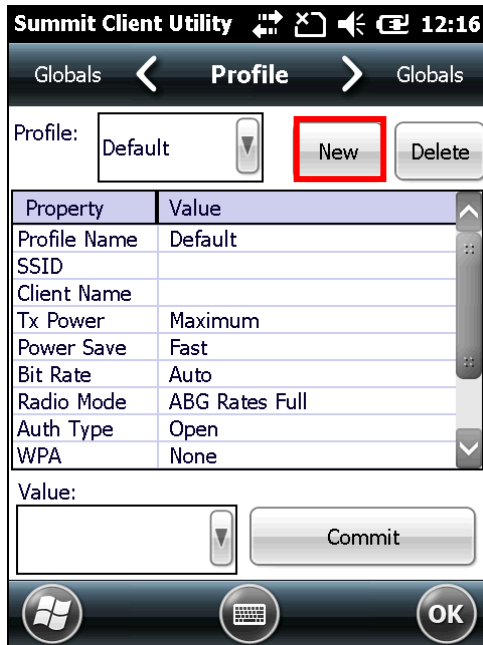 Summit Client Utility 12:16
Globals Profile Globals
Profile: Default New Delete
Property Value
Profile Name Default
SSID
Client Name
Tx Power Maximum
Power Save Fast
Bit Rate Auto
Radio Mode ABG Rates Full
Auth Type Open
WPA None
Value:
Commit
OK